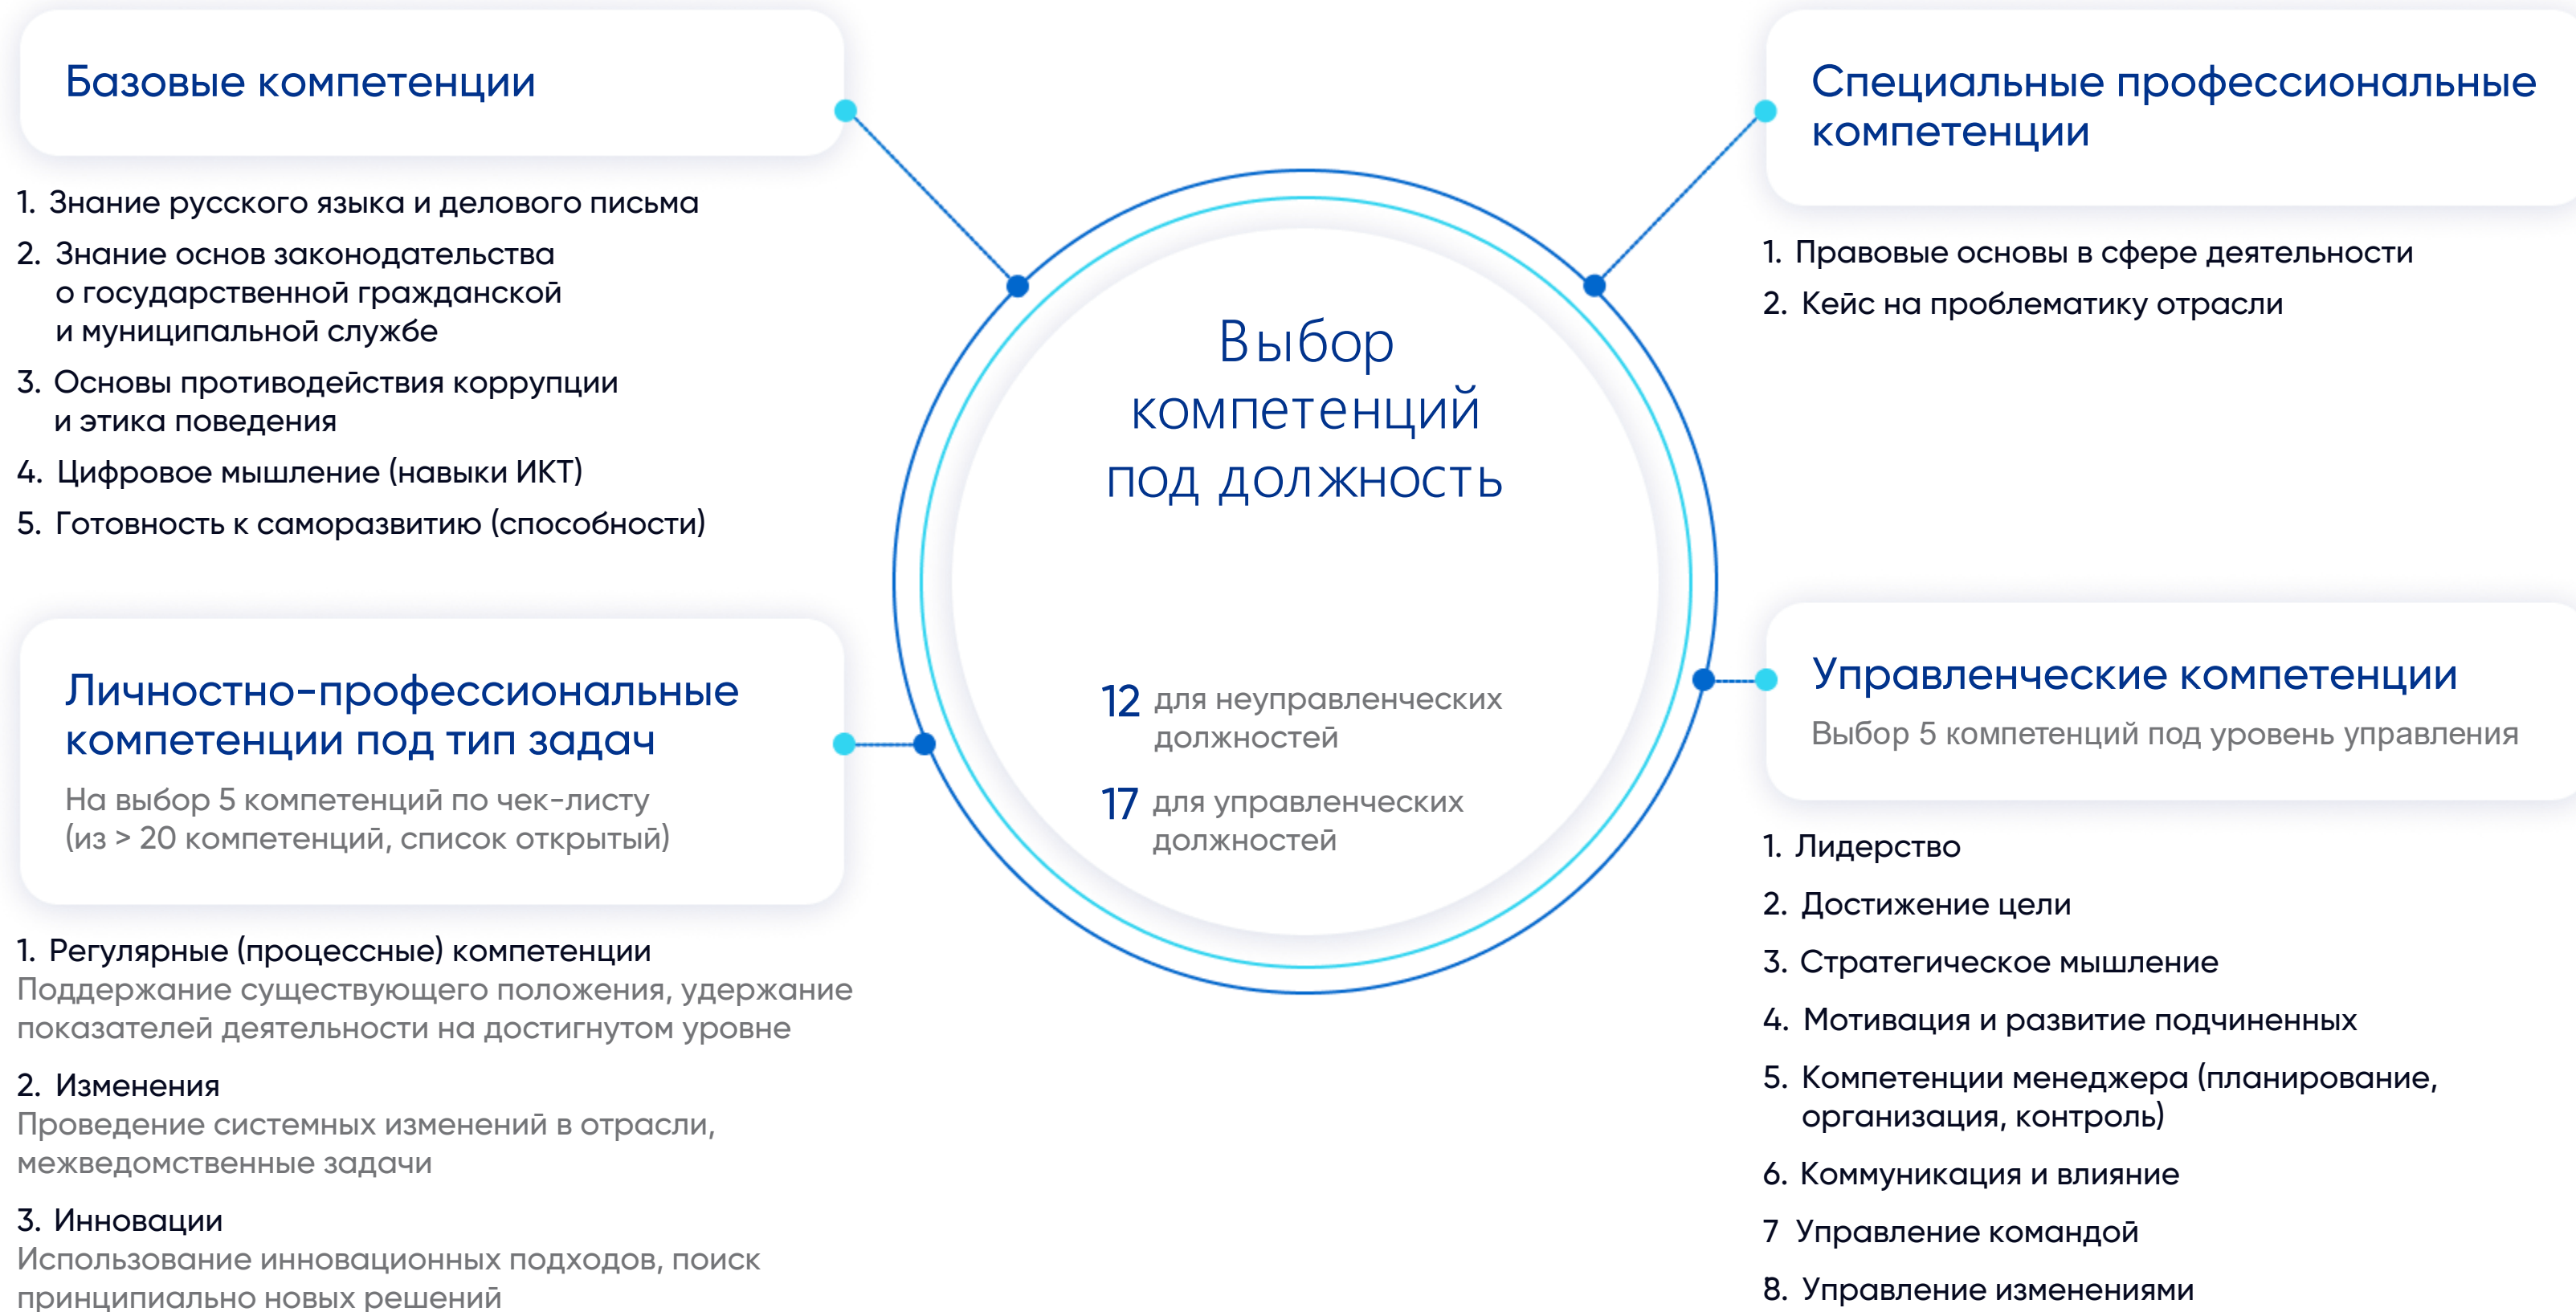 Базовые компетенции
1. Знание русского языка и делового письма
2. Знание основ законодательства
о государственной гражданской
и муниципальной службе
3. Основы противодействия коррупции
и этика поведения
4. Цифровое мышление (навыки ИКТ)
5. Готовность к саморазвитию (способности)
Личностно-профессиональные
компетенции под тип задач
На выбор 5 компетенций по чек-листу
(из > 20 компетенций, список открытый)
1. Регулярные (процессные) компетенции
Поддержание существующего положения, удержание
показателей деятельности на достигнутом уровне
2. Изменения
Проведение системных изменений в отрасли,
межведомственные задачи
3. Инновации
Использование инновационных подходов, поиск
принципиально новых решений
Выбор
компетенций
под должность
12 для неуправленческих
должностей
17 для управленческих
должностей
Специальные профессиональные
компетенции
1. Правовые основы в сфере деятельности
2. Кейс на проблематику отрасли
Управленческие компетенции
Выбор 5 компетенций под уровень управления
1. Лидерство
2. Достижение цели
3. Стратегическое мышление
4. Мотивация и развитие подчиненных
5. Компетенции менеджера (планирование,
организация, контроль)
6. Коммуникация и влияние
7 Управление командой
8. Управление изменениями